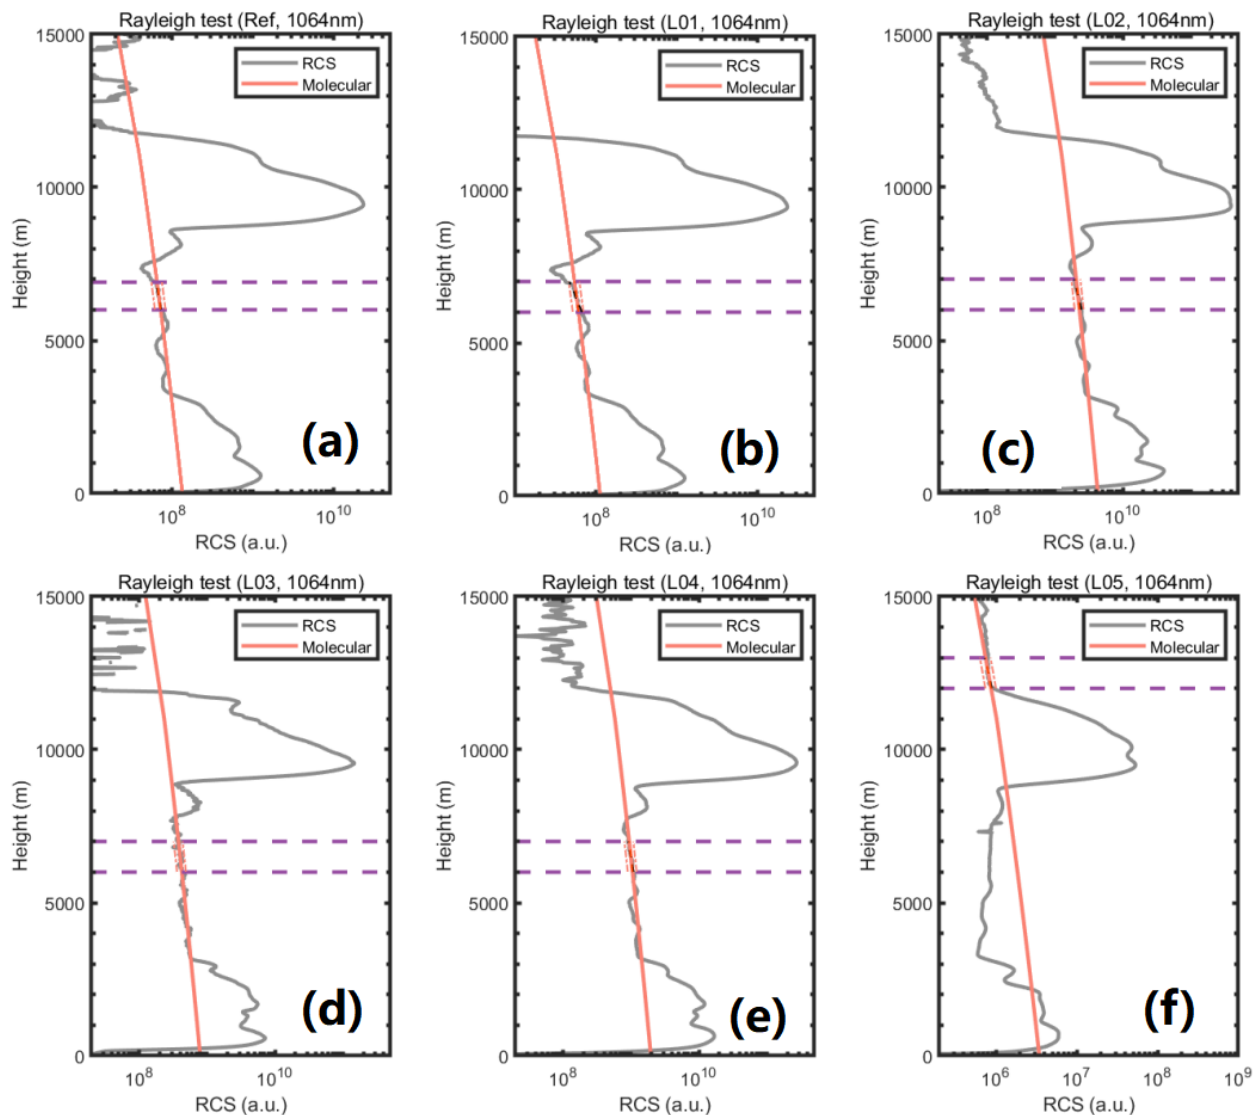 Rayleigh test (Ref, 1064nm)
15000
10000
5000
0
Height (m)
RCS
Molecular
(a)
10^8
10^10
RCS (a.u.)
Rayleigh test (L01, 1064nm)
15000
10000
5000
0
Height (m)
RCS
Molecular
(b)
10^8
10^10
RCS (a.u.)
Rayleigh test (L02, 1064nm)
15000
10000
5000
0
Height (m)
RCS
Molecular
(c)
10^8
10^10
RCS (a.u.)
Rayleigh test (L03, 1064nm)
15000
10000
5000
0
Height (m)
RCS
Molecular
(d)
10^8
10^10
RCS (a.u.)
Rayleigh test (L04, 1064nm)
15000
10000
5000
0
Height (m)
RCS
Molecular
(e)
10^8
10^10
RCS (a.u.)
Rayleigh test (L05, 1064nm)
15000
10000
5000
0
Height (m)
RCS
Molecular
(f)
10^6
10^7
10^8
10^9
RCS (a.u.)